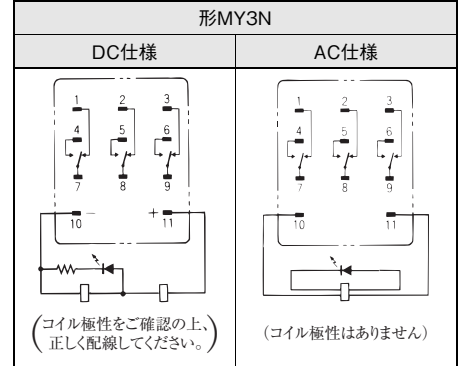 形MY3N
DC仕様 AC仕様
1 2 3 1 2 3
4 5 6 4 5 6
7 8 9 7 8 9
− +
10 11 10 11
(コイル極性をご確認の上、
正しく配線してください。)
(コイル極性はありません)